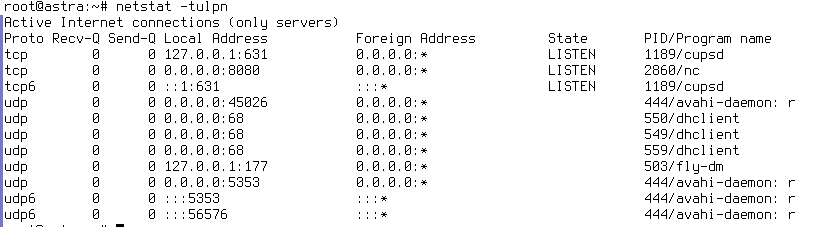 root@astra:~# netstat -tulpn
Active Internet connections (only servers)
Proto Recv-Q Send-Q Local Address           Foreign Address         State       PID/Program name
tcp        0      0 127.0.0.1:631           0.0.0.0:*               LISTEN      1189/cupsd
tcp        0      0 0.0.0.0:8080            0.0.0.0:*               LISTEN      2860/nc
tcp6       0      0 ::1:631                 :::*                    LISTEN      1189/cupsd
udp        0      0 0.0.0.0:45026           0.0.0.0:*                           444/avahi-daemon: r
udp        0      0 0.0.0.0:68              0.0.0.0:*                           550/dhclient
udp        0      0 0.0.0.0:68              0.0.0.0:*                           549/dhclient
udp        0      0 0.0.0.0:68              0.0.0.0:*                           559/dhclient
udp        0      0 127.0.0.1:177           0.0.0.0:*                           503/fly-dm
udp        0      0 0.0.0.0:5353            0.0.0.0:*                           444/avahi-daemon: r
udp6       0      0 :::5353                 :::*                                444/avahi-daemon: r
udp6       0      0 :::56576                :::*                                444/avahi-daemon: r